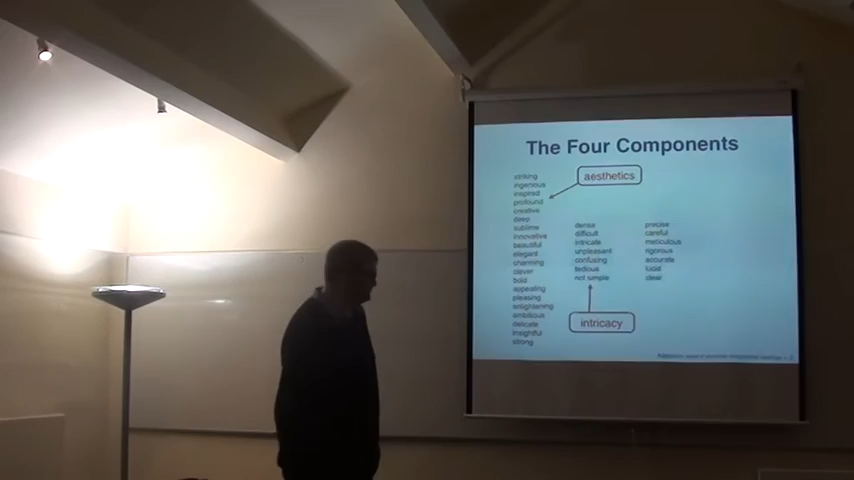 The Four Components
aesthetics
striking
ingenious
inspired
profound
creative
deep
sublime
innovative
beautiful
elegant
charming
clever
bold
appealing
pleasing
enlightening
ambitious
delicate
insightful
strong
dense
difficult
intricate
unpleasant
confusing
tedious
not simple
intricacy
precise
careful
meticulous
rigorous
accurate
lucid
clear